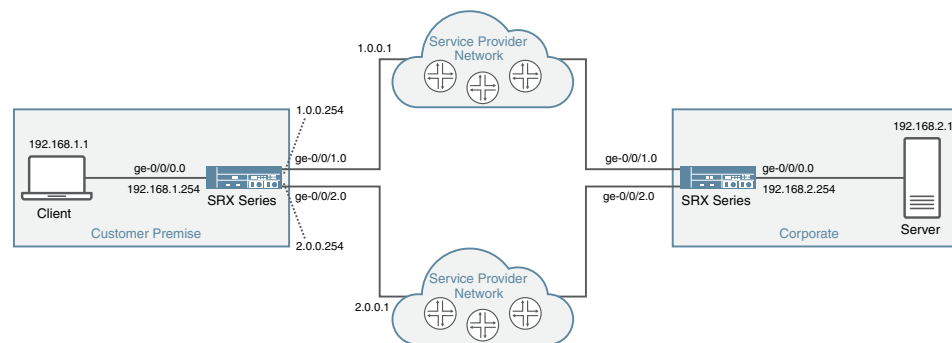 Service Provider
Network
1.0.0.1
1.0.0.254
192.168.1.1
ge-0/0/0.0
192.168.1.254
Client
SRX Series
ge-0/0/1.0
ge-0/0/2.0
Customer Premise
2.0.0.254
ge-0/0/1.0
ge-0/0/2.0
SRX Series
ge-0/0/0.0
192.168.2.254
192.168.2.1
Server
Corporate
Service Provider
Network
2.0.0.1